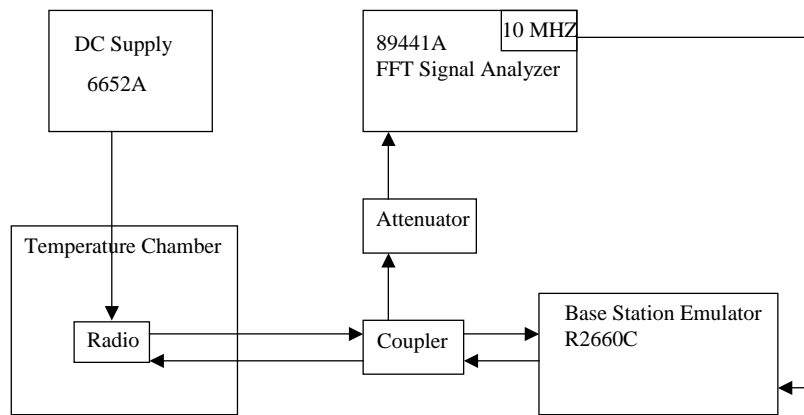 DC Supply
6652A
10 MHZ
89441A
FFT Signal Analyzer
Attenuator
Temperature Chamber
Radio
Coupler
Base Station Emulator
R2660C